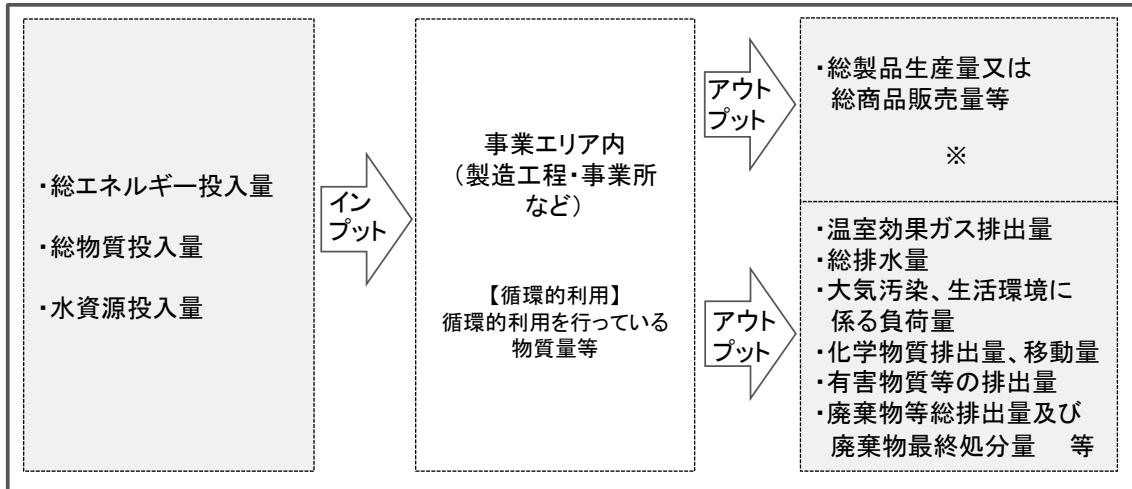 ・総エネルギー投入量
・総物質投入量
・水資源投入量
イン
プット
事業エリア内
（製造工程・事業所
など）
【循環的利用】
循環的利用を行っている
物質量等
アウト
プット
・総製品生産量又は
総商品販売量等
※
アウト
プット
・温室効果ガス排出量
・総排水量
・大気汚染、生活環境に
係る負荷量
・化学物質排出量、移動量
・有害物質等の排出量
・廃棄物等総排出量及び
廃棄物最終処分量　等